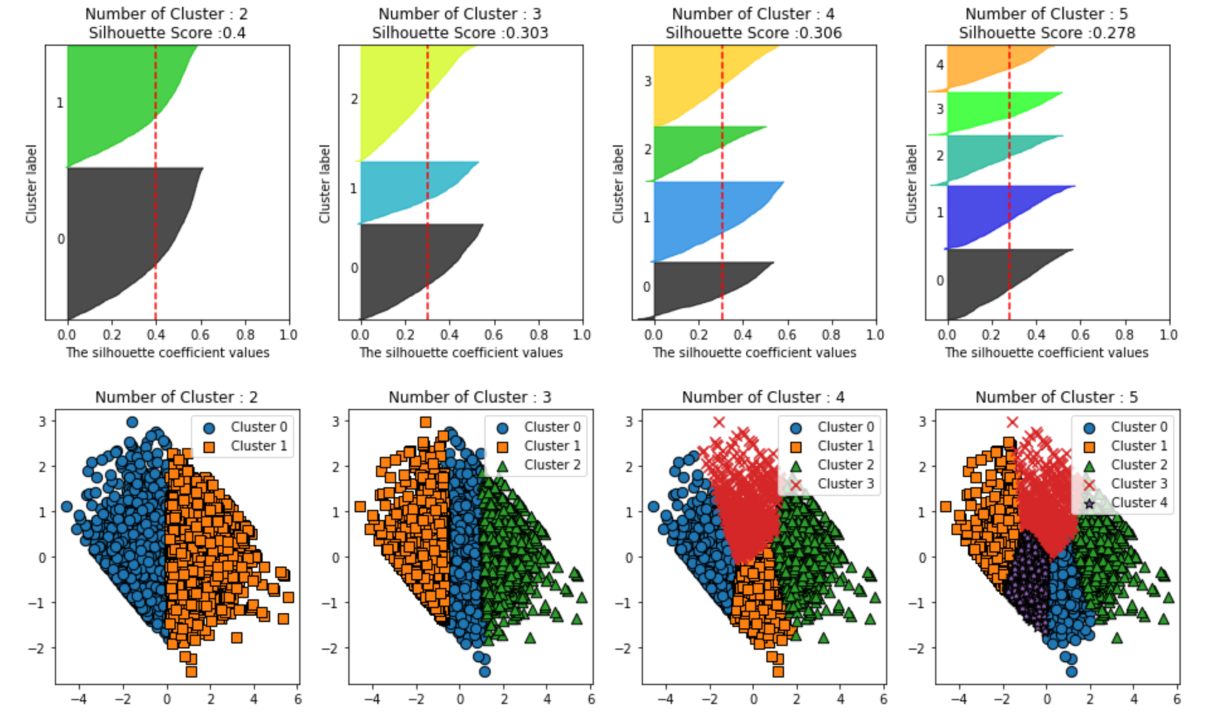 Number of Cluster : 2
Silhouette Score :0.4
Cluster label
1
0
0.0 0.2 0.4 0.6 0.8 1.0
The silhouette coefficient values
Number of Cluster : 3
Silhouette Score :0.303
Cluster label
2
1
0
0.0 0.2 0.4 0.6 0.8 1.0
The silhouette coefficient values
Number of Cluster : 4
Silhouette Score :0.306
Cluster label
3
2
1
0
0.0 0.2 0.4 0.6 0.8 1.0
The silhouette coefficient values
Number of Cluster : 5
Silhouette Score :0.278
Cluster label
4
3
2
1
0
0.0 0.2 0.4 0.6 0.8 1.0
The silhouette coefficient values
Number of Cluster : 2
Cluster 0
Cluster 1
3
2
1
0
−1
−2
−4 −2 0 2 4 6
Number of Cluster : 3
Cluster 0
Cluster 1
Cluster 2
3
2
1
0
−1
−2
−4 −2 0 2 4 6
Number of Cluster : 4
Cluster 0
Cluster 1
Cluster 2
Cluster 3
3
2
1
0
−1
−2
−4 −2 0 2 4 6
Number of Cluster : 5
Cluster 0
Cluster 1
Cluster 2
Cluster 3
Cluster 4
3
2
1
0
−1
−2
−4 −2 0 2 4 6